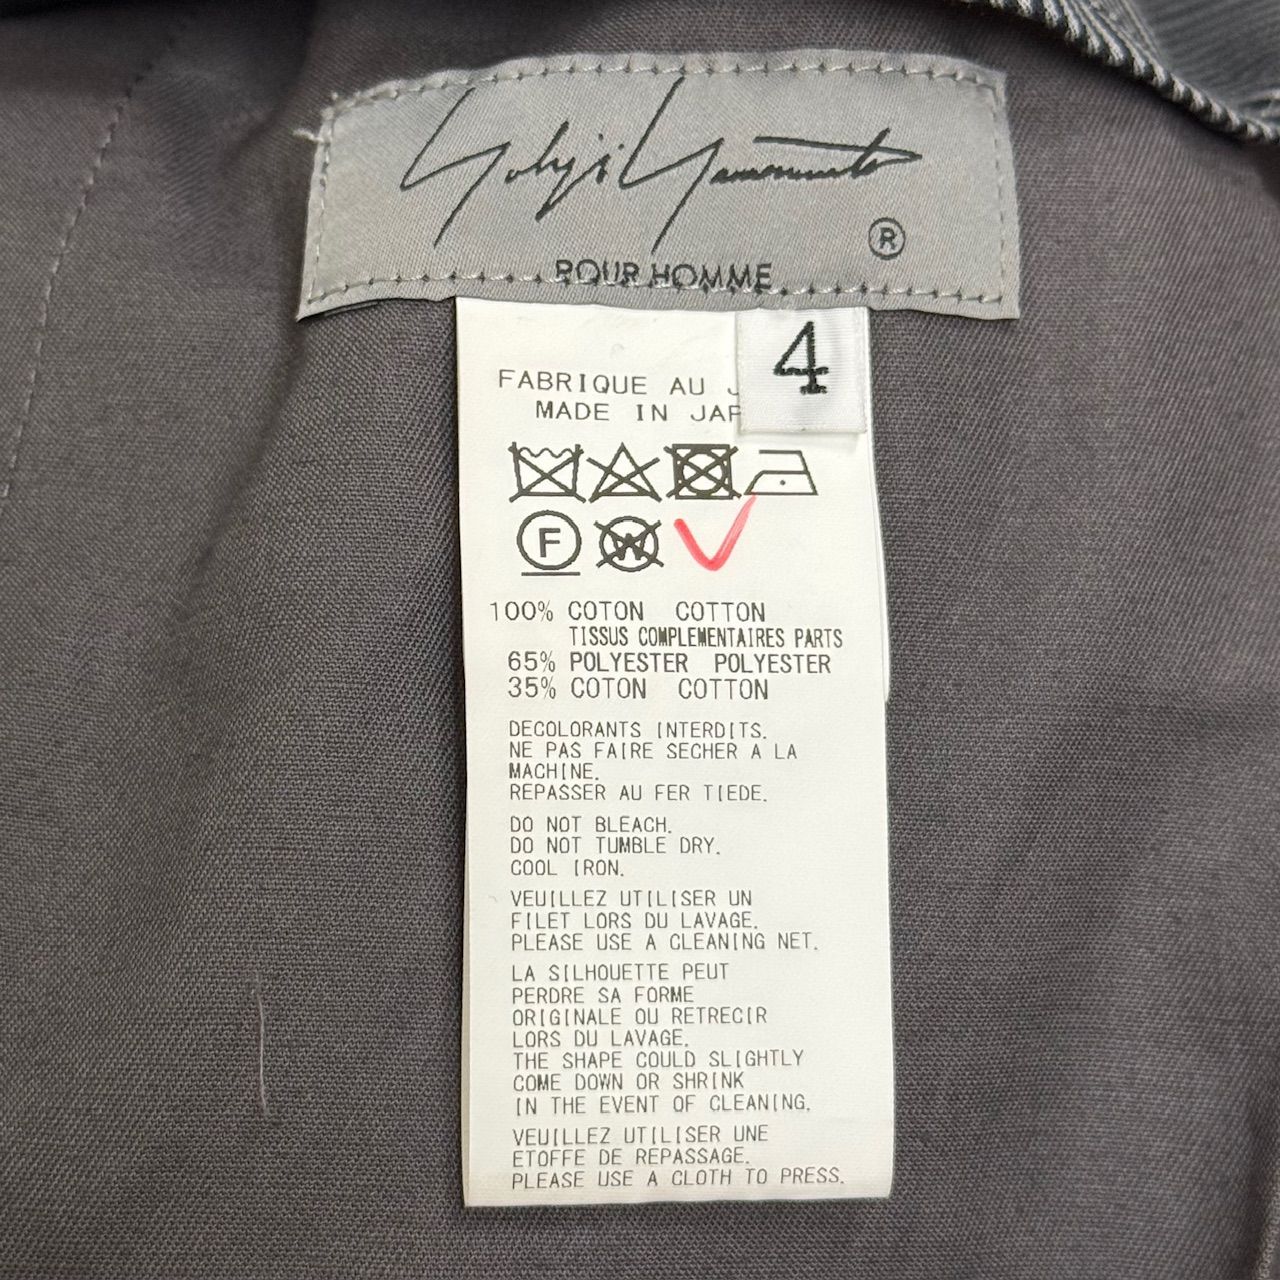 Yohji Yamamoto
®
POUR HOMME
4
FABRIQUE AU J
MADE IN JAP
F
W
100% COTON COTTON
TISSUS COMPLEMENTAIRES PARTS
65% POLYESTER POLYESTER
35% COTON COTTON
DECOLORANTS INTERDITS.
NE PAS FAIRE SECHER A LA
MACHINE.
REPASSER AU FER TIEDE.
DO NOT BLEACH.
DO NOT TUMBLE DRY.
COOL IRON.
VEUILLEZ UTILISER UN
FILET LORS DU LAVAGE.
PLEASE USE A CLEANING NET.
LA SILHOUETTE PEUT
PERDRE SA FORME
ORIGINALE OU RETRECIR
LORS DU LAVAGE.
THE SHAPE COULD SLIGHTLY
COME DOWN OR SHRINK
IN THE EVENT OF CLEANING.
VEUILLEZ UTILISER UNE
ETOFFE DE REPASSAGE.
PLEASE USE A CLOTH TO PRESS.